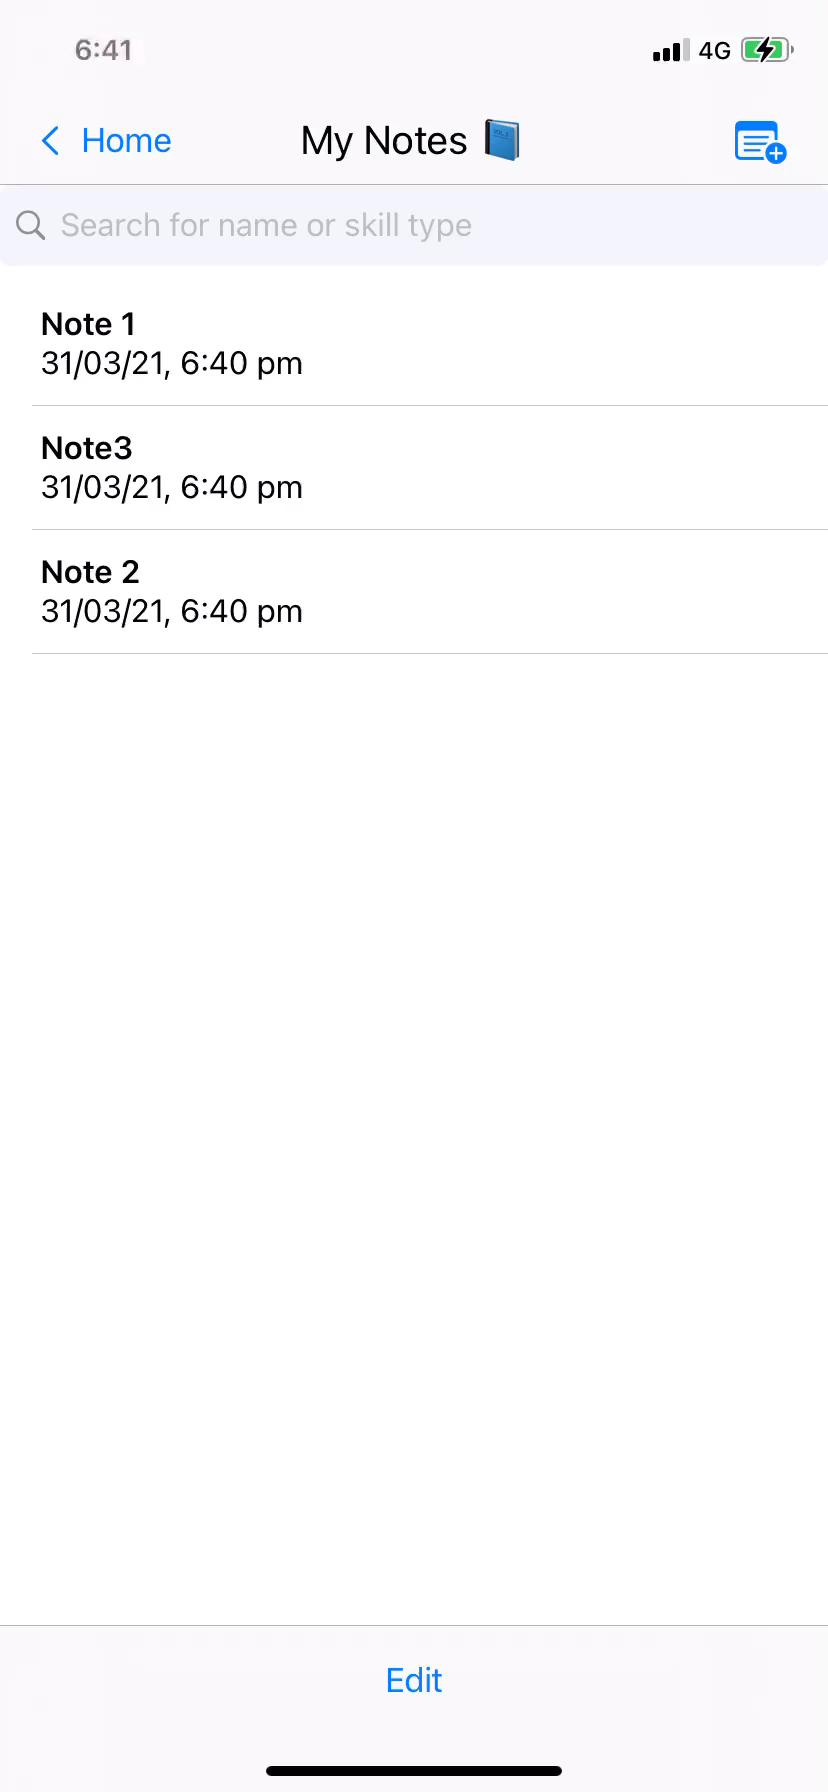 6:41
4G
Home
My Notes
Search for name or skill type
Note 1
31/03/21, 6:40 pm
Note3
31/03/21, 6:40 pm
Note 2
31/03/21, 6:40 pm
Edit